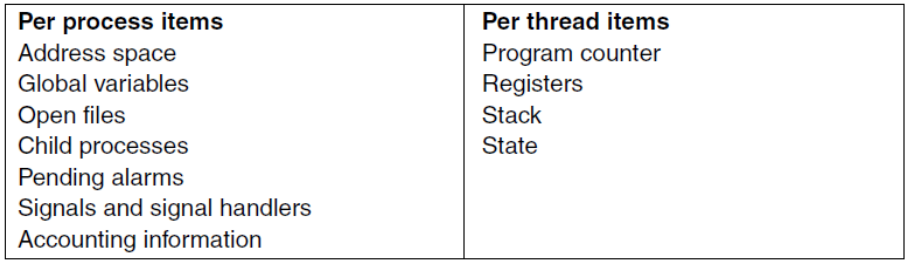 Per process items
Address space
Global variables
Open files
Child processes
Pending alarms
Signals and signal handlers
Accounting information
Per thread items
Program counter
Registers
Stack
State